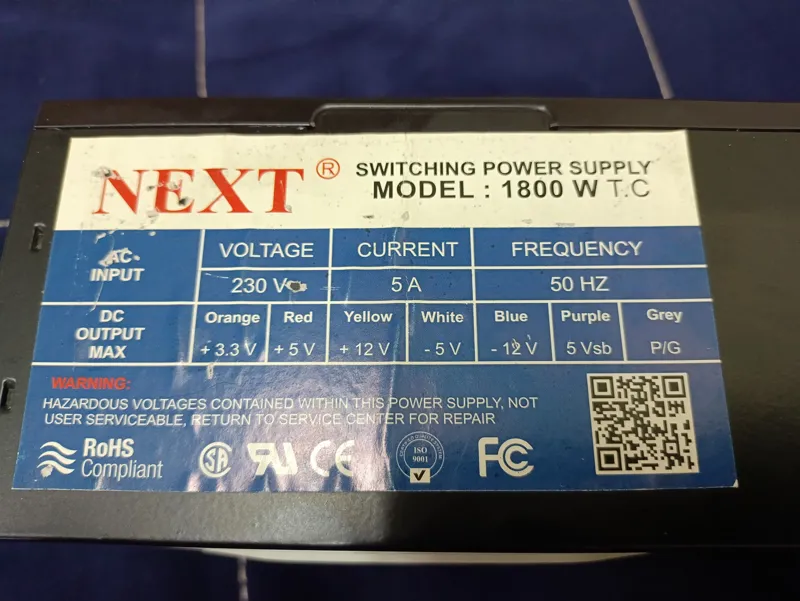 NEXT ® SWITCHING POWER SUPPLY
MODEL : 1800 W T.C
AC INPUT VOLTAGE CURRENT FREQUENCY
230 V 5 A 50 HZ
DC OUTPUT MAX Orange Red Yellow White Blue Purple Grey
+ 3.3 V + 5 V + 12 V - 5 V - 12 V 5 Vsb P/G
WARNING:
HAZARDOUS VOLTAGES CONTAINED WITHIN THIS POWER SUPPLY, NOT
USER SERVICEABLE, RETURN TO SERVICE CENTER FOR REPAIR
RoHS
Compliant
SA UR CE ISO 9001 FC